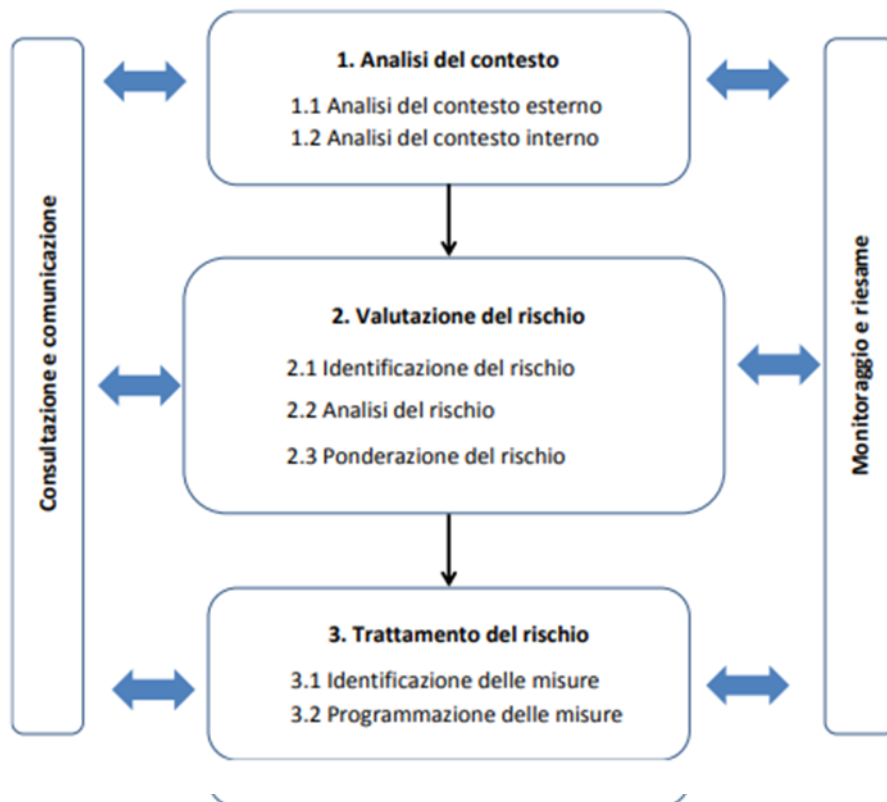 Consultazione e comunicazione
1. Analisi del contesto
1.1 Analisi del contesto esterno
1.2 Analisi del contesto interno
2. Valutazione del rischio
2.1 Identificazione del rischio
2.2 Analisi del rischio
2.3 Ponderazione del rischio
3. Trattamento del rischio
3.1 Identificazione delle misure
3.2 Programmazione delle misure
Monitoraggio e riesame